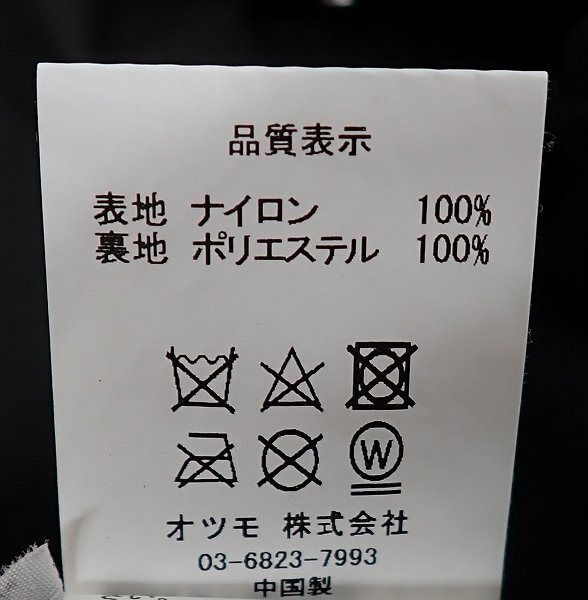 品質表示
表地 ナイロン 100%
裏地 ポリエステル 100%
W
オツモ 株式会社
03-6823-7993
中国製